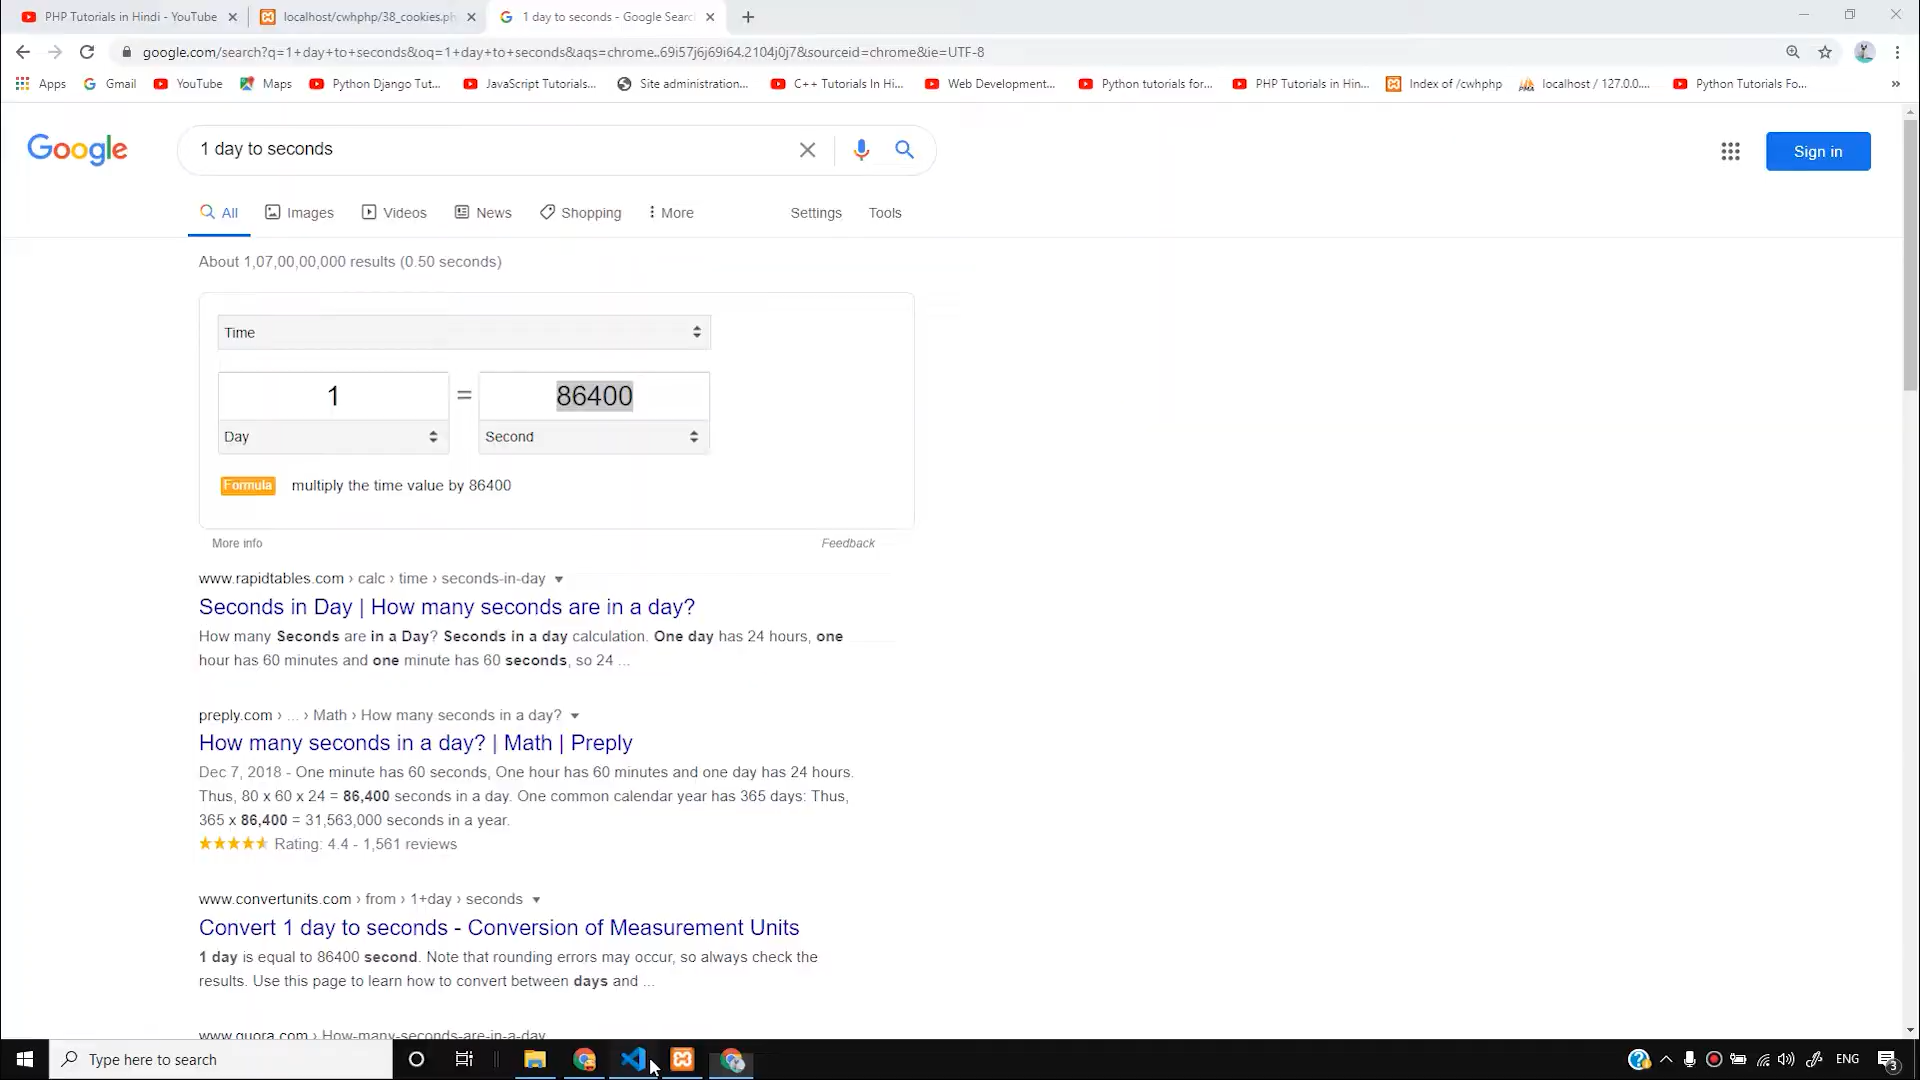 PHP Tutorials in Hindi - YouTube
localhost/cwhphp/38_cookies.ph
1 day to seconds - Google Searc
google.com/search?q=1+day+to+seconds&oq=1+day+to+seconds&aqs=chrome..69i57j6j69i64.2104j0j7&sourceid=chrome&ie=UTF-8
Apps Gmail YouTube Maps Python Django Tut... JavaScript Tutorials... Site administration... C++ Tutorials In Hi... Web Development... Python tutorials for... PHP Tutorials in Hin... Index of /cwhphp localhost / 127.0.0.... Python Tutorials Fo... »
Google
1 day to seconds
Sign in
All Images Videos News Shopping More Settings Tools
About 1,07,00,00,000 results (0.50 seconds)
Time
1 = 86400
Day Second
Formula multiply the time value by 86400
More info Feedback
www.rapidtables.com › calc › time › seconds-in-day
Seconds in Day | How many seconds are in a day?
How many Seconds are in a Day? Seconds in a day calculation. One day has 24 hours, one
hour has 60 minutes and one minute has 60 seconds, so 24 ...
preply.com › ... › Math › How many seconds in a day?
How many seconds in a day? | Math | Preply
Dec 7, 2018 - One minute has 60 seconds, One hour has 60 minutes and one day has 24 hours.
Thus, 80 x 60 x 24 = 86,400 seconds in a day. One common calendar year has 365 days: Thus,
365 x 86,400 = 31,563,000 seconds in a year.
Rating: 4.4 - 1,561 reviews
www.convertunits.com › from › 1+day › seconds
Convert 1 day to seconds - Conversion of Measurement Units
1 day is equal to 86400 second. Note that rounding errors may occur, so always check the
results. Use this page to learn how to convert between days and ...
www.quora.com › How-many-seconds-are-in-a-day
Type here to search
ENG
3